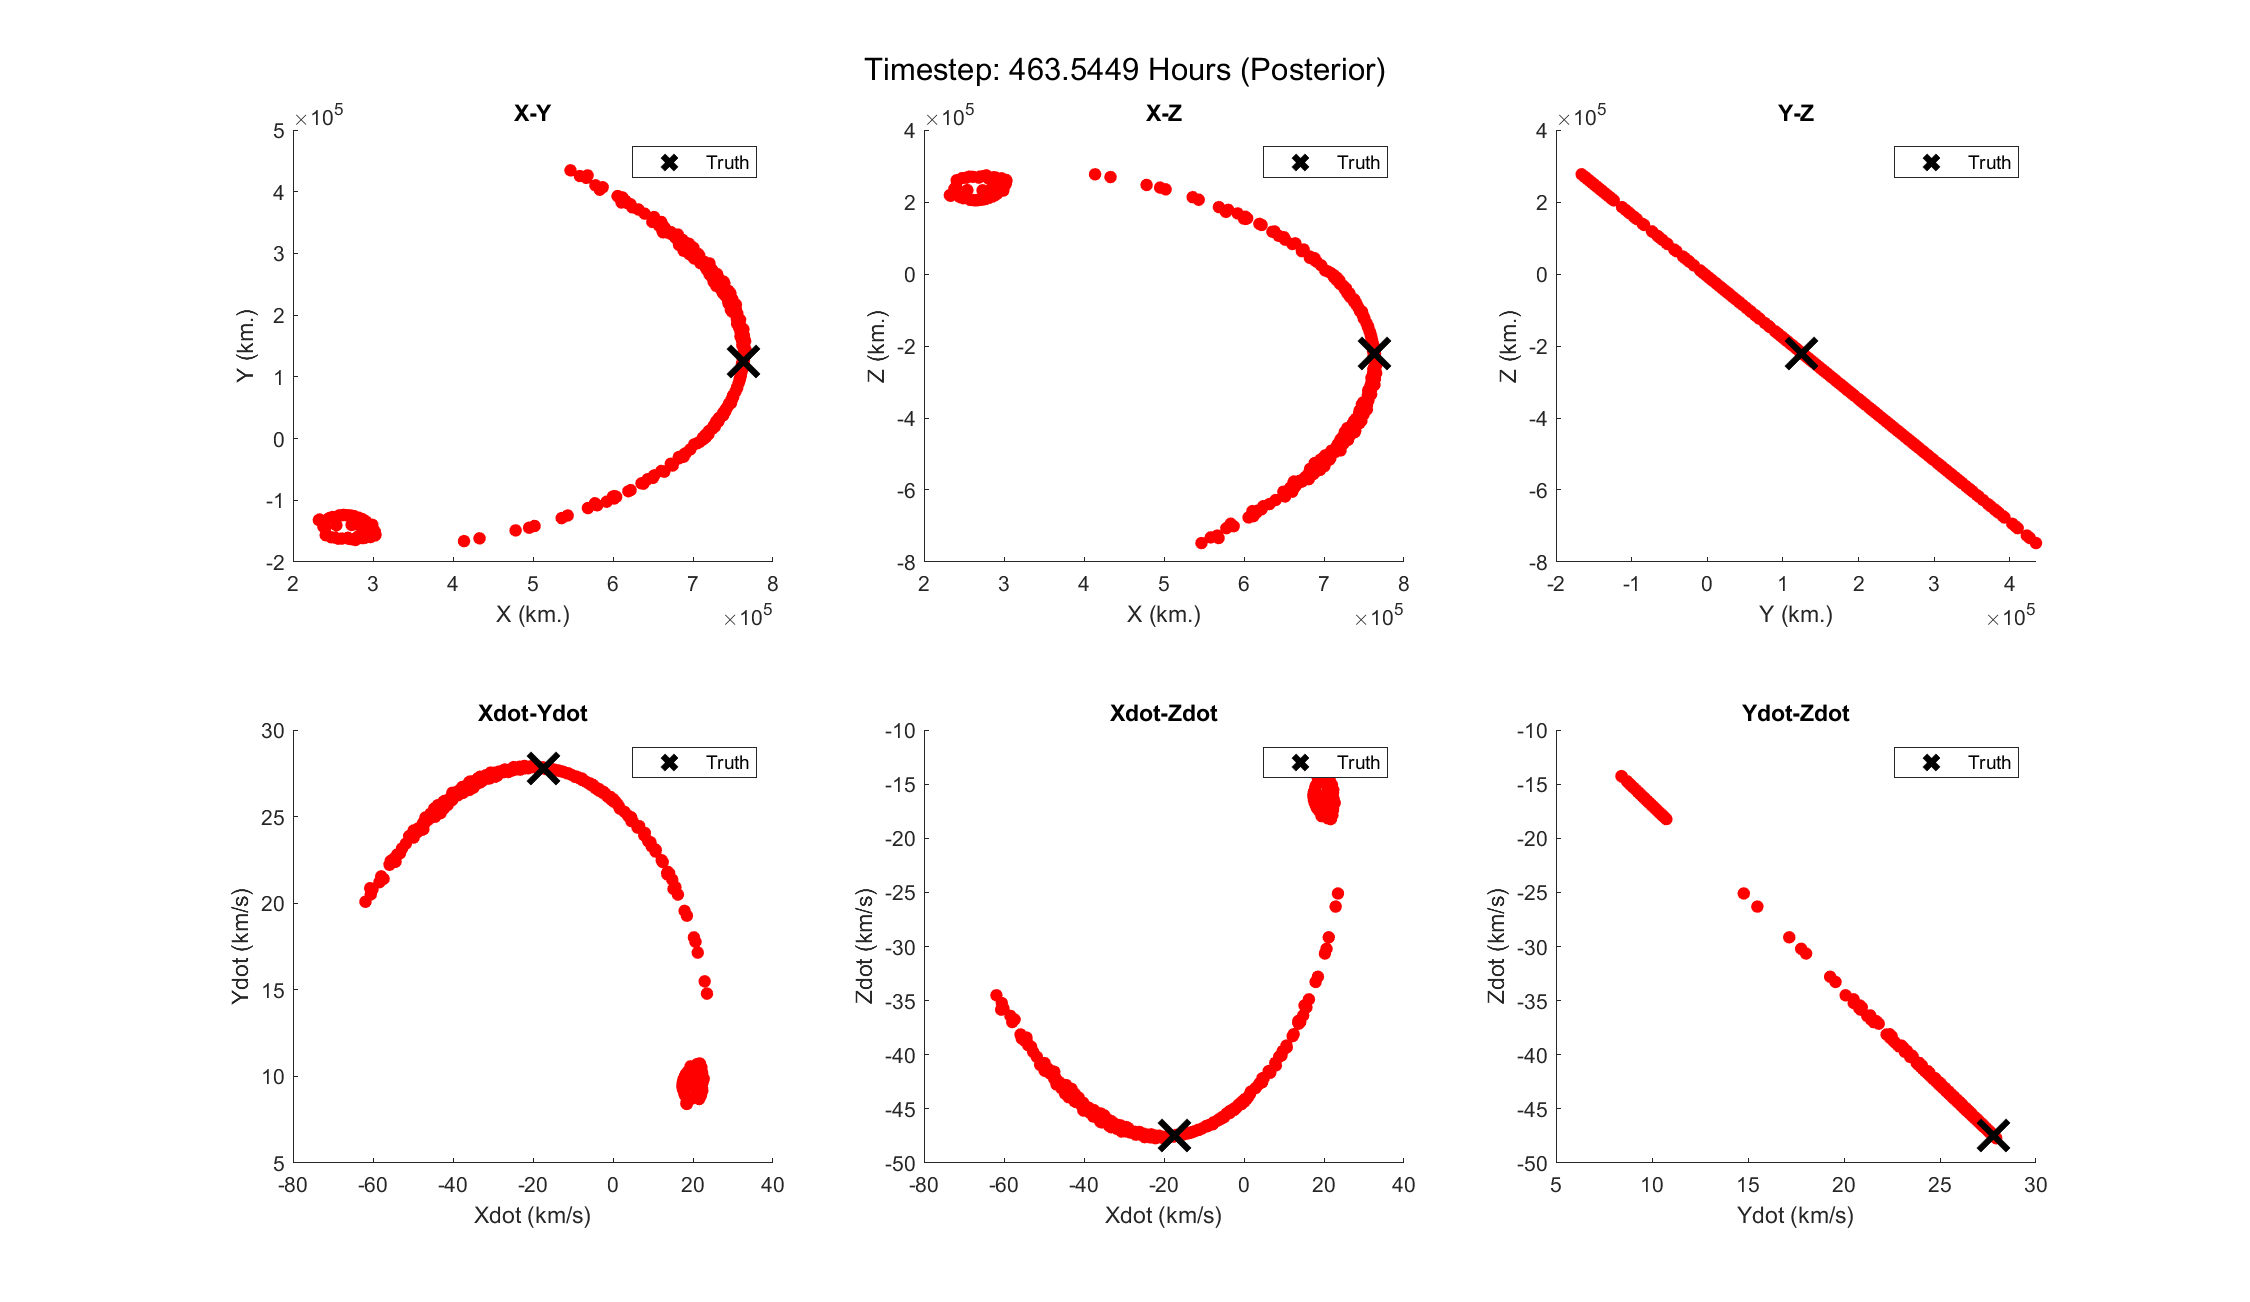 Timestep: 463.5449 Hours (Posterior)
X-Y
×10^5
5
4
3
2
1
0
-1
-2
Y (km.)
2 3 4 5 6 7 8
X (km.)
×10^5
Truth
X-Z
×10^5
4
2
0
-2
-4
-6
-8
Z (km.)
2 3 4 5 6 7 8
X (km.)
×10^5
Truth
Y-Z
×10^5
4
2
0
-2
-4
-6
-8
Z (km.)
-2 -1 0 1 2 3 4
Y (km.)
×10^5
Truth
Xdot-Ydot
30
25
20
15
10
5
Ydot (km/s)
-80 -60 -40 -20 0 20 40
Xdot (km/s)
Truth
Xdot-Zdot
-10
-15
-20
-25
-30
-35
-40
-45
-50
Zdot (km/s)
-80 -60 -40 -20 0 20 40
Xdot (km/s)
Truth
Ydot-Zdot
-10
-15
-20
-25
-30
-35
-40
-45
-50
Zdot (km/s)
5 10 15 20 25 30
Ydot (km/s)
Truth